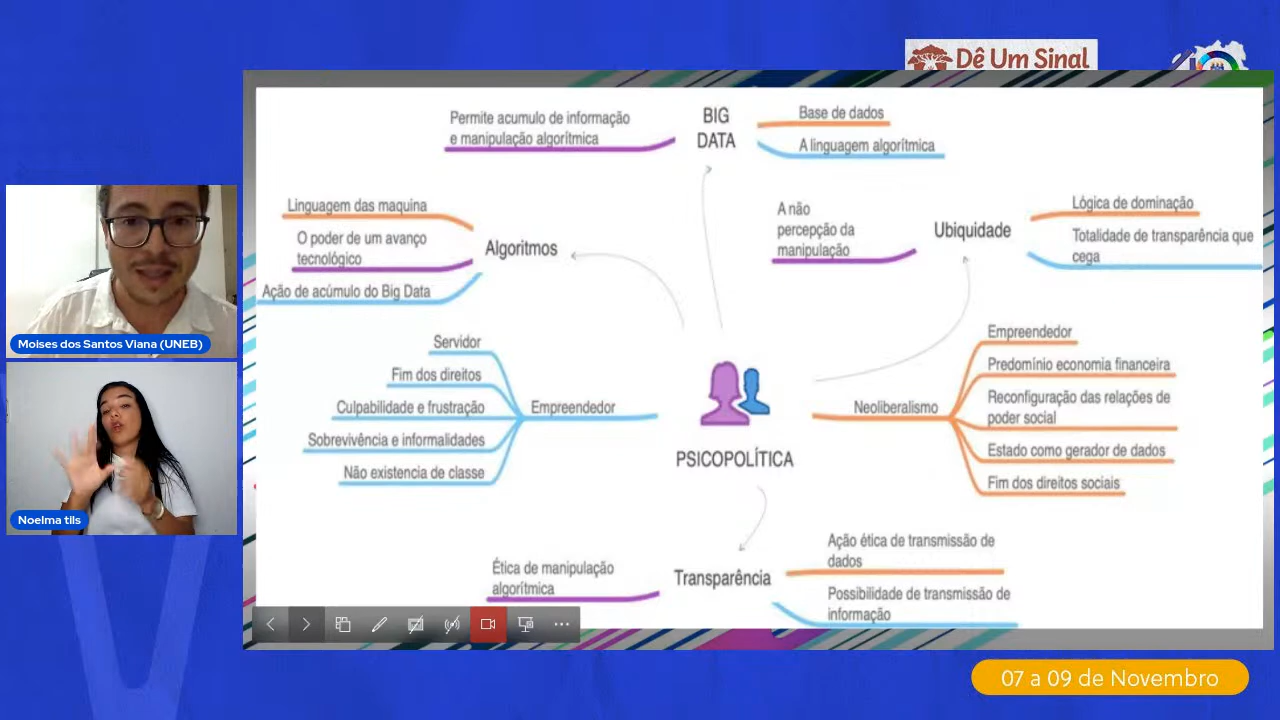 Dê Um Sinal
Permite acumulo de informação
e manipulação algorítmica
BIG
DATA
Base de dados
A linguagem algorítmica
Linguagem das maquina
O poder de um avanço
tecnológico
Ação de acúmulo do Big Data
Algoritmos
A não
percepção da
manipulação
Ubiquidade
Lógica de dominação
Totalidade de transparência que
cega
Moises dos Santos Viana (UNEB)
Servidor
Fim dos direitos
Culpabilidade e frustração
Sobrevivência e informalidades
Não existencia de classe
Empreendedor
PSICOPOLÍTICA
Neoliberalismo
Empreendedor
Predomínio economia financeira
Reconfiguração das relações de
poder social
Estado como gerador de dados
Fim dos direitos sociais
Noelma tils
Ética de manipulação
algorítmica
Transparência
Ação ética de transmissão de
dados
Possibilidade de transmissão de
informação
07 a 09 de Novembro